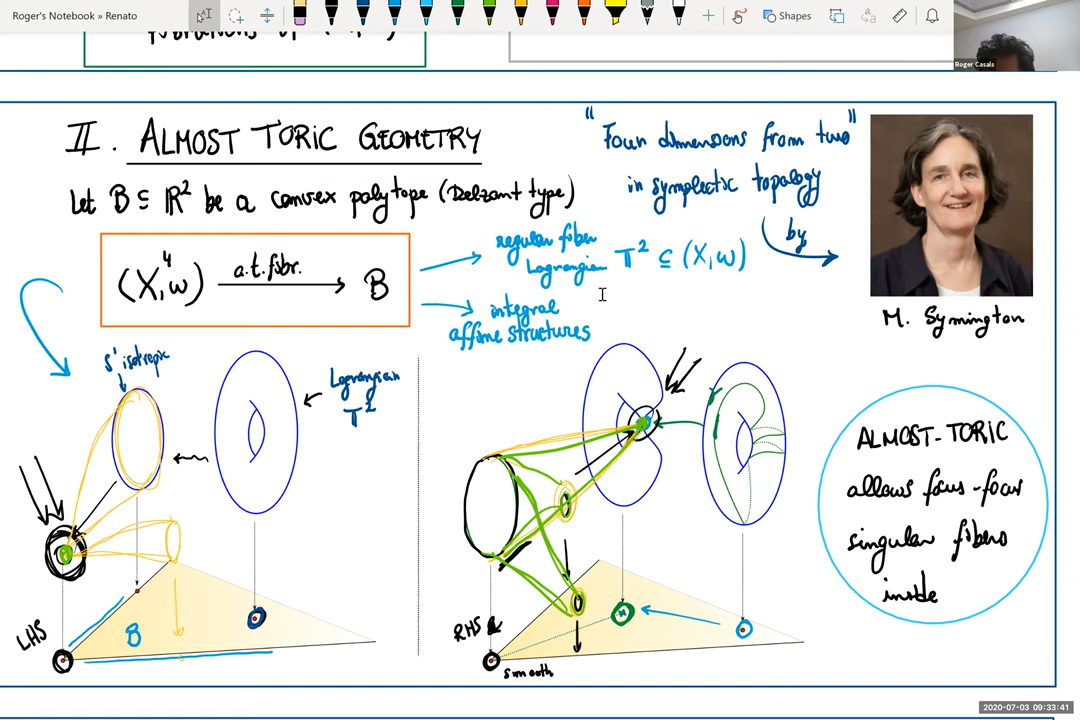 Roger's Notebook » Renato
Shapes
Roger Casals
II. ALMOST TORIC GEOMETRY
Let B ⊆ ℝ² be a convex polytope (Delzant type)
"Four dimensions from two"
in symplectic topology
by
M. Symington
(X⁴, ω) a.t.fibr. → B
regular fiber
Lagrangian T² ⊆ (X, ω)
integral
affine structures
S¹ isotropic
Lagrangian
T²
LHS
B
RHS
smooth
γ
ALMOST-TORIC
allows focus-focus
singular fibers
inside
2020-07-03 09:33:41